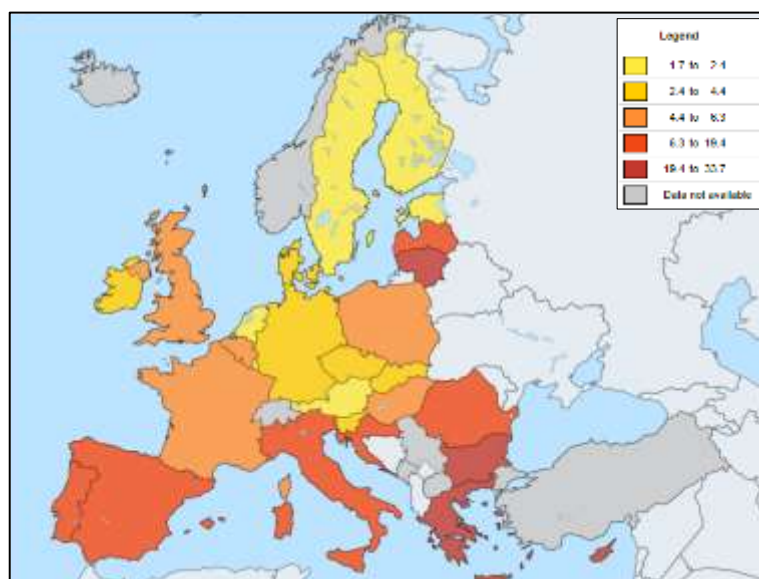 Legend
1.7 to 2.4
2.4 to 4.4
4.4 to 6.3
6.3 to 19.4
19.4 to 33.7
Data not available